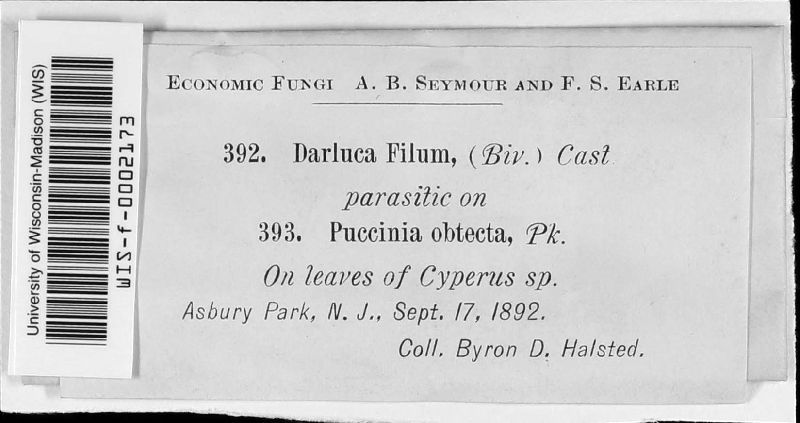 University of Wisconsin-Madison (WIS)
WIS-f-0002173
ECONOMIC FUNGI A. B. SEYMOUR AND F. S. EARLE
392. Darluca Filum, (Biv.) Cast
parasitic on
393. Puccinia obtecta, Pk.
On leaves of Cyperus sp.
Asbury Park, N. J., Sept. 17, 1892.
Coll. Byron D. Halsted.